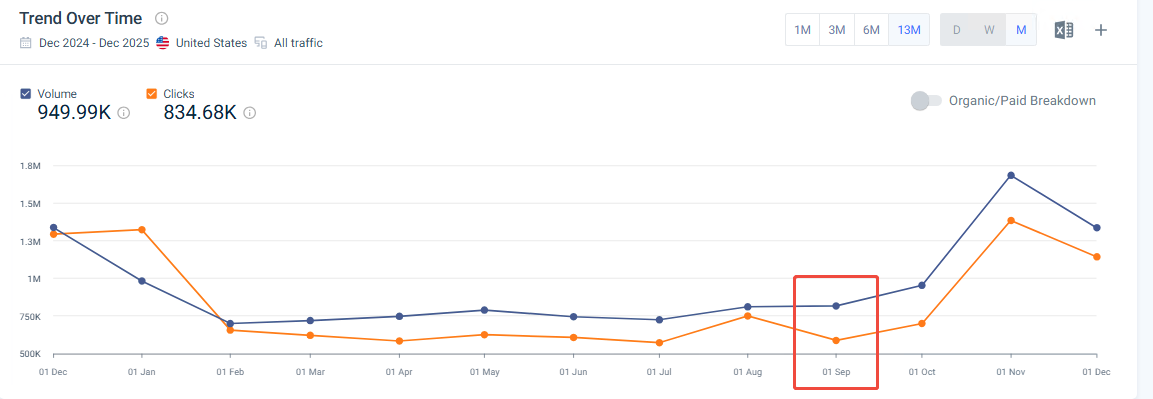 Trend Over Time
1M 3M 6M 13M D W M
Dec 2024 - Dec 2025 United States All traffic
Volume Clicks
949.99K 834.68K
Organic/Paid Breakdown
1.8M
1.5M
1.3M
1M
750K
500K
01 Dec 01 Jan 01 Feb 01 Mar 01 Apr 01 May 01 Jun 01 Jul 01 Aug 01 Sep 01 Oct 01 Nov 01 Dec